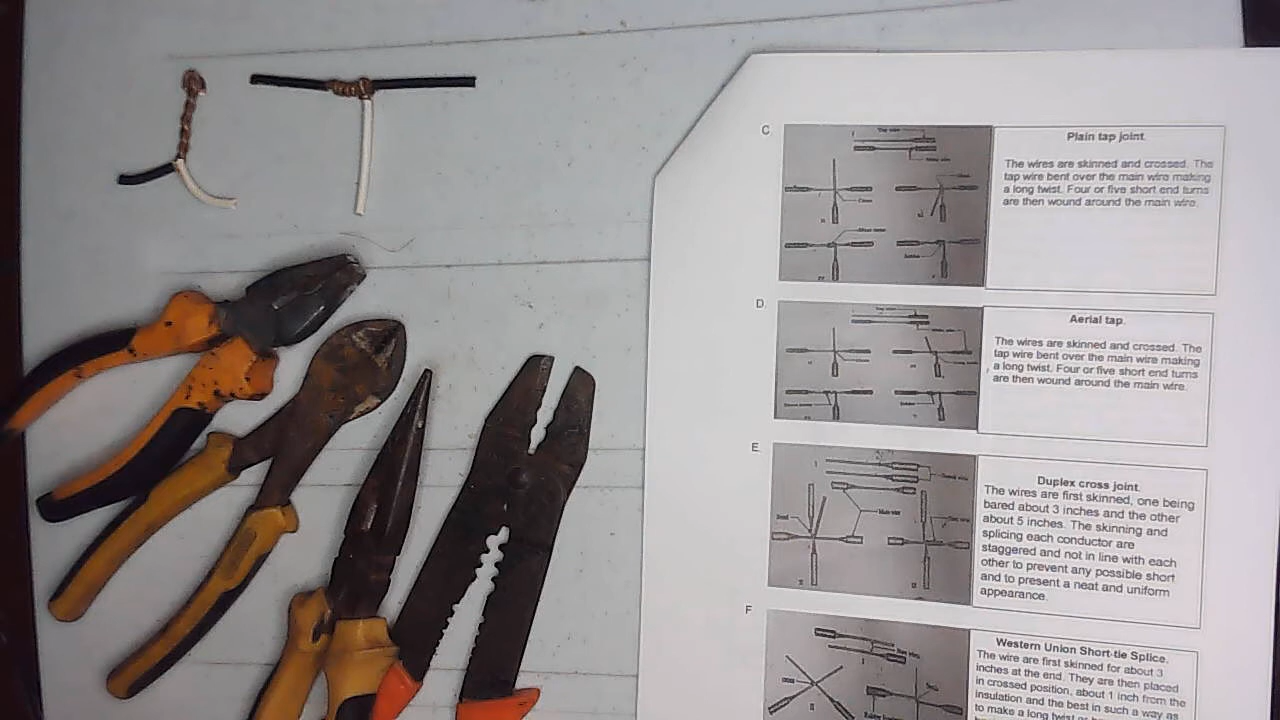 C
Plain tap joint.
The wires are skinned and crossed. The
tap wire bent over the main wire making
a long twist. Four or five short end turns
are then wound around the main wire.
D.
Aerial tap.
The wires are skinned and crossed. The
tap wire bent over the main wire making
a long twist. Four or five short end turns
are then wound around the main wire.
E
Duplex cross joint.
The wires are first skinned, one being
bared about 3 inches and the other
about 5 inches. The skinning and
splicing each conductor are
staggered and not in line with each
other to prevent any possible short
and to present a neat and uniform
appearance.
F
Western Union Short-tie Splice.
The wire are first skinned for about 3
inches at the end. They are then placed
in crossed position, about 1 inch from the
insulation and the best in such a way as
to make a long twist or